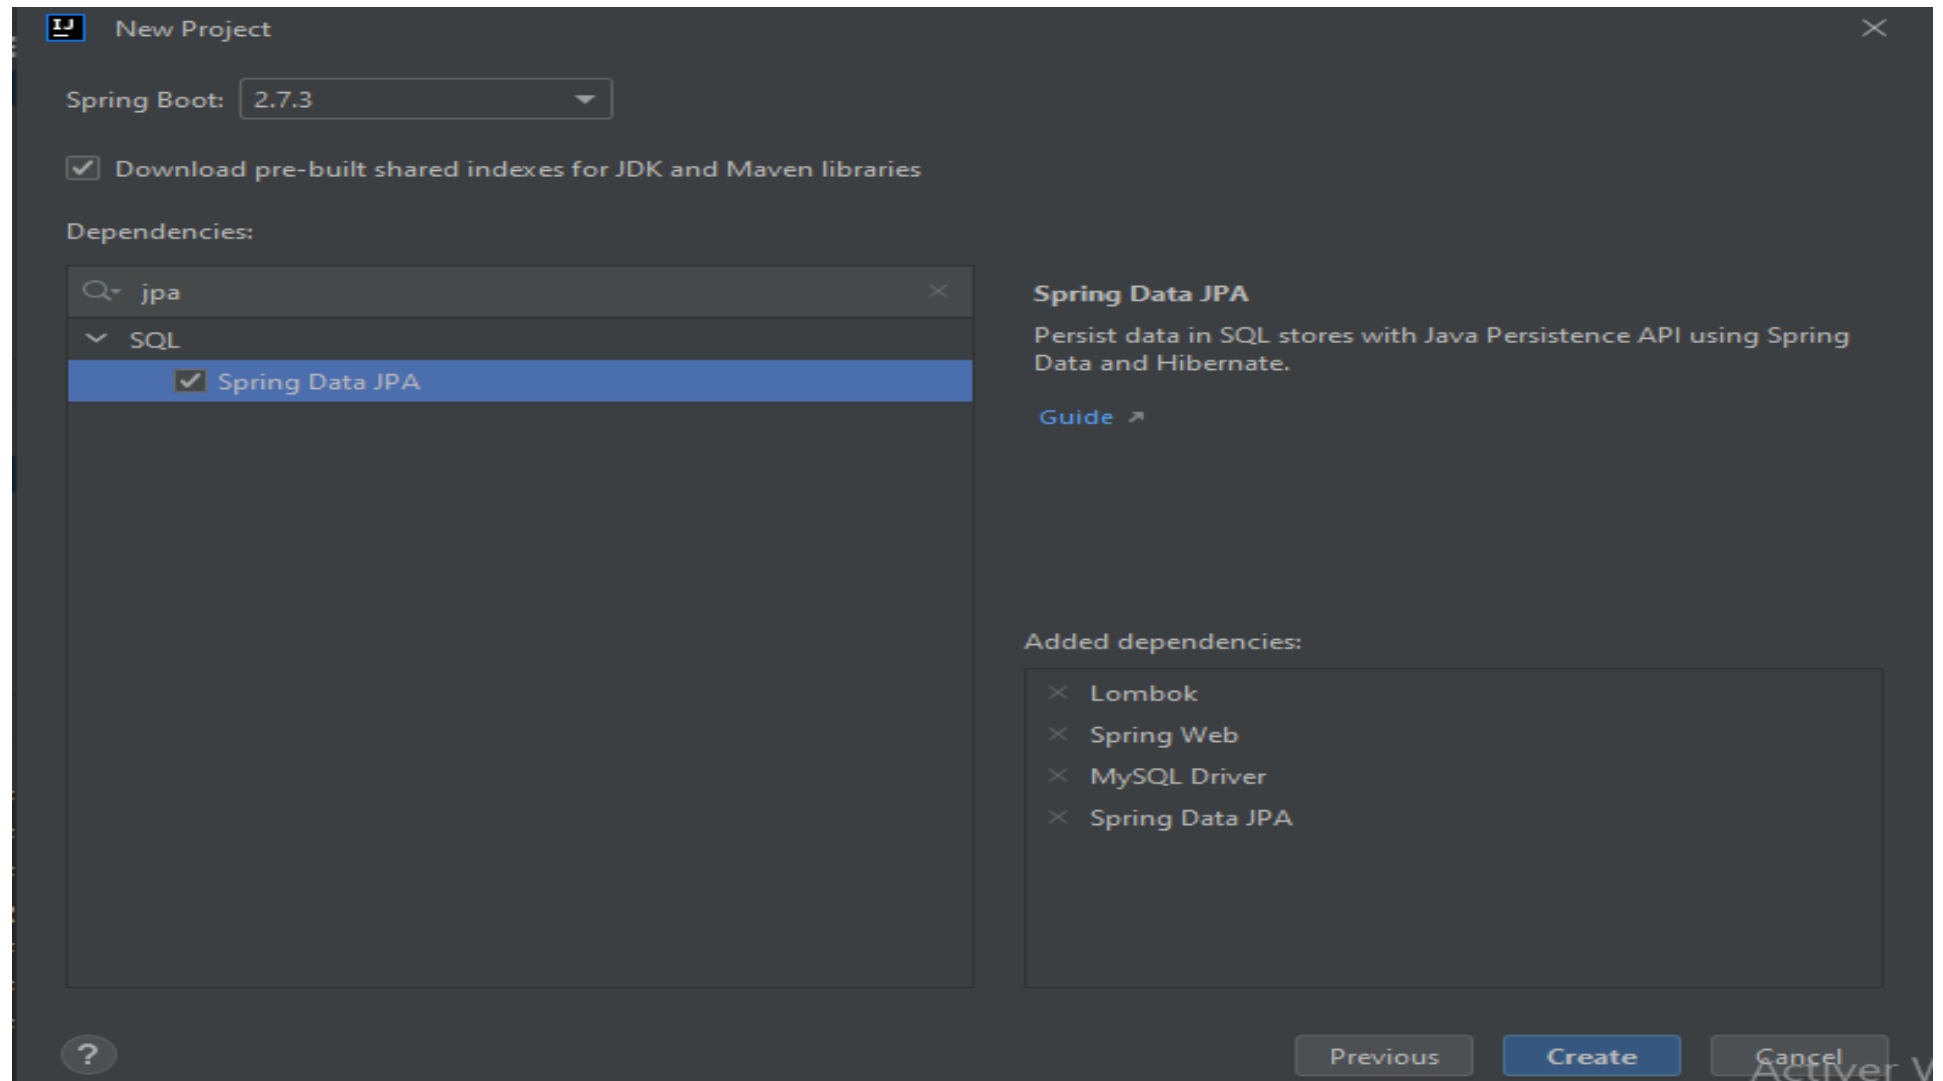 IJ New Project
Spring Boot: 2.7.3
Download pre-built shared indexes for JDK and Maven libraries
Dependencies:
jpa
SQL
Spring Data JPA
Spring Data JPA
Persist data in SQL stores with Java Persistence API using Spring
Data and Hibernate.
Guide
Added dependencies:
Lombok
Spring Web
MySQL Driver
Spring Data JPA
? Previous Create Cancel
Activer